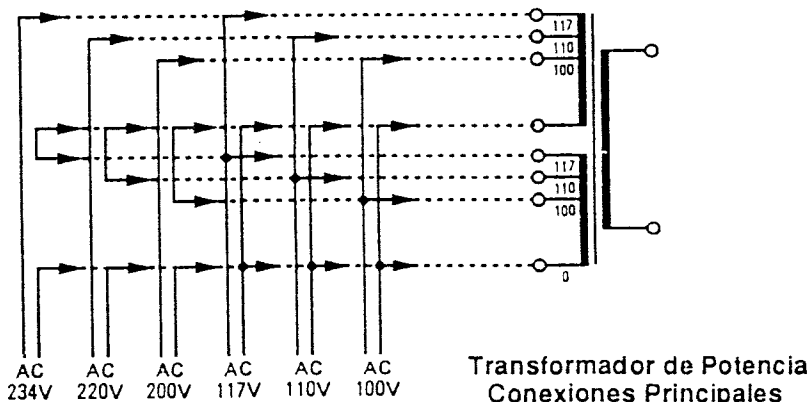 117
110
100
117
110
100
0
AC AC AC AC AC AC
234V 220V 200V 117V 110V 100V
Transformador de Potencia
Conexiones Principales